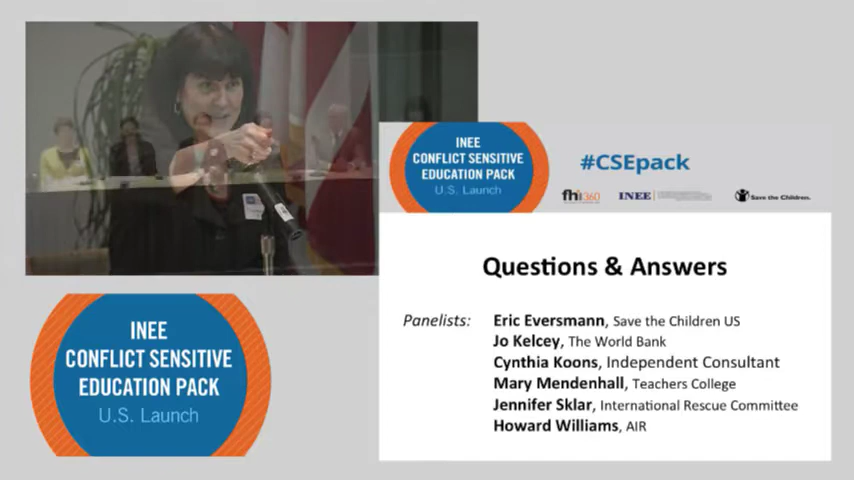 INEE
CONFLICT SENSITIVE
EDUCATION PACK
U.S. Launch
#CSEpack
fhi360
INEE
Save the Children.
Questions & Answers
Panelists: Eric Eversmann, Save the Children US
Jo Kelcey, The World Bank
Cynthia Koons, Independent Consultant
Mary Mendenhall, Teachers College
Jennifer Sklar, International Rescue Committee
Howard Williams, AIR
INEE
CONFLICT SENSITIVE
EDUCATION PACK
U.S. Launch